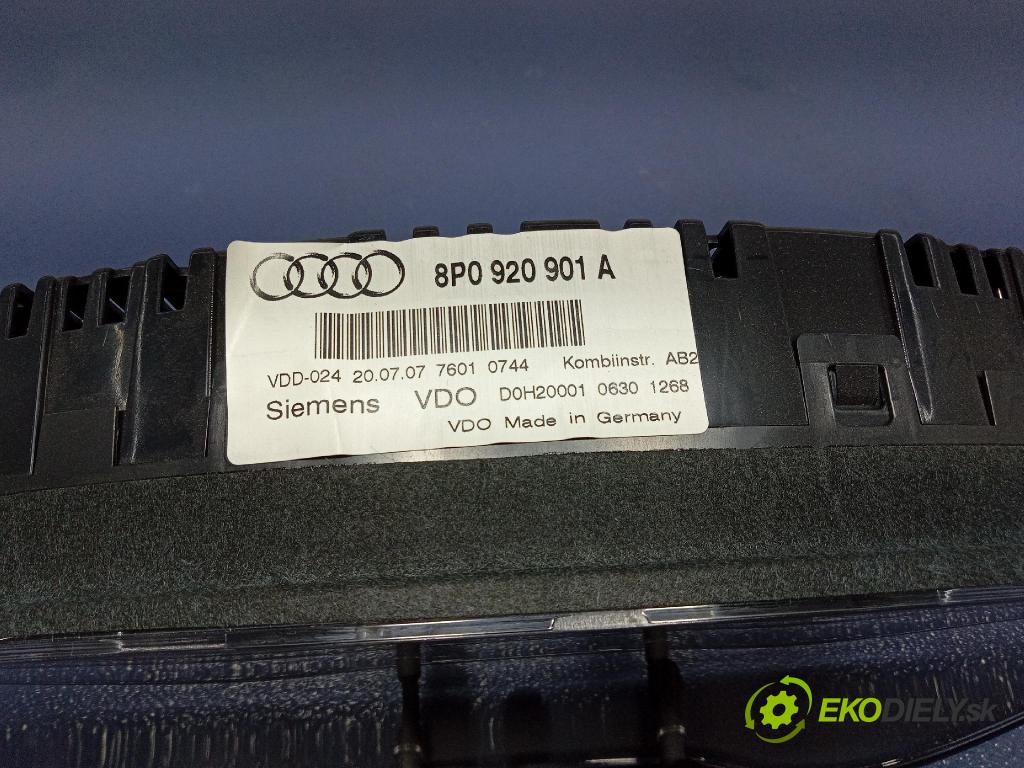 8P0 920 901 A
VDD-024 20.07.07 7601 0744 Kombiinstr. AB2
Siemens VDO D0H20001 0630 1268
VDO Made in Germany
EKODIELY.sk